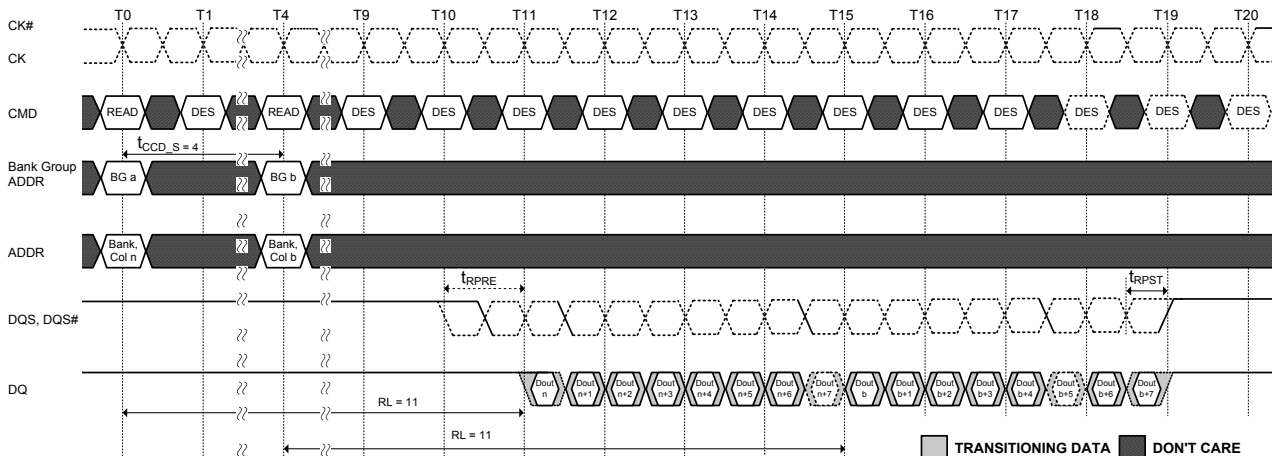 T0 T1 T4 T9 T10 T11 T12 T13 T14 T15 T16 T17 T18 T19 T20
CK#
CK
CMD READ DES READ DES DES DES DES DES DES DES DES DES DES DES DES
tCCD_S = 4
Bank Group
ADDR
BG a BG b
ADDR
Bank,
Col n
Bank,
Col b
tRPRE
tRPST
DQS, DQS#
DQ
Dout
n
Dout
n+1
Dout
n+2
Dout
n+3
Dout
n+4
Dout
n+5
Dout
n+6
Dout
n+7
Dout
b
Dout
b+1
Dout
b+2
Dout
b+3
Dout
b+4
Dout
b+5
Dout
b+6
Dout
b+7
RL = 11
RL = 11
TRANSITIONING DATA DON'T CARE